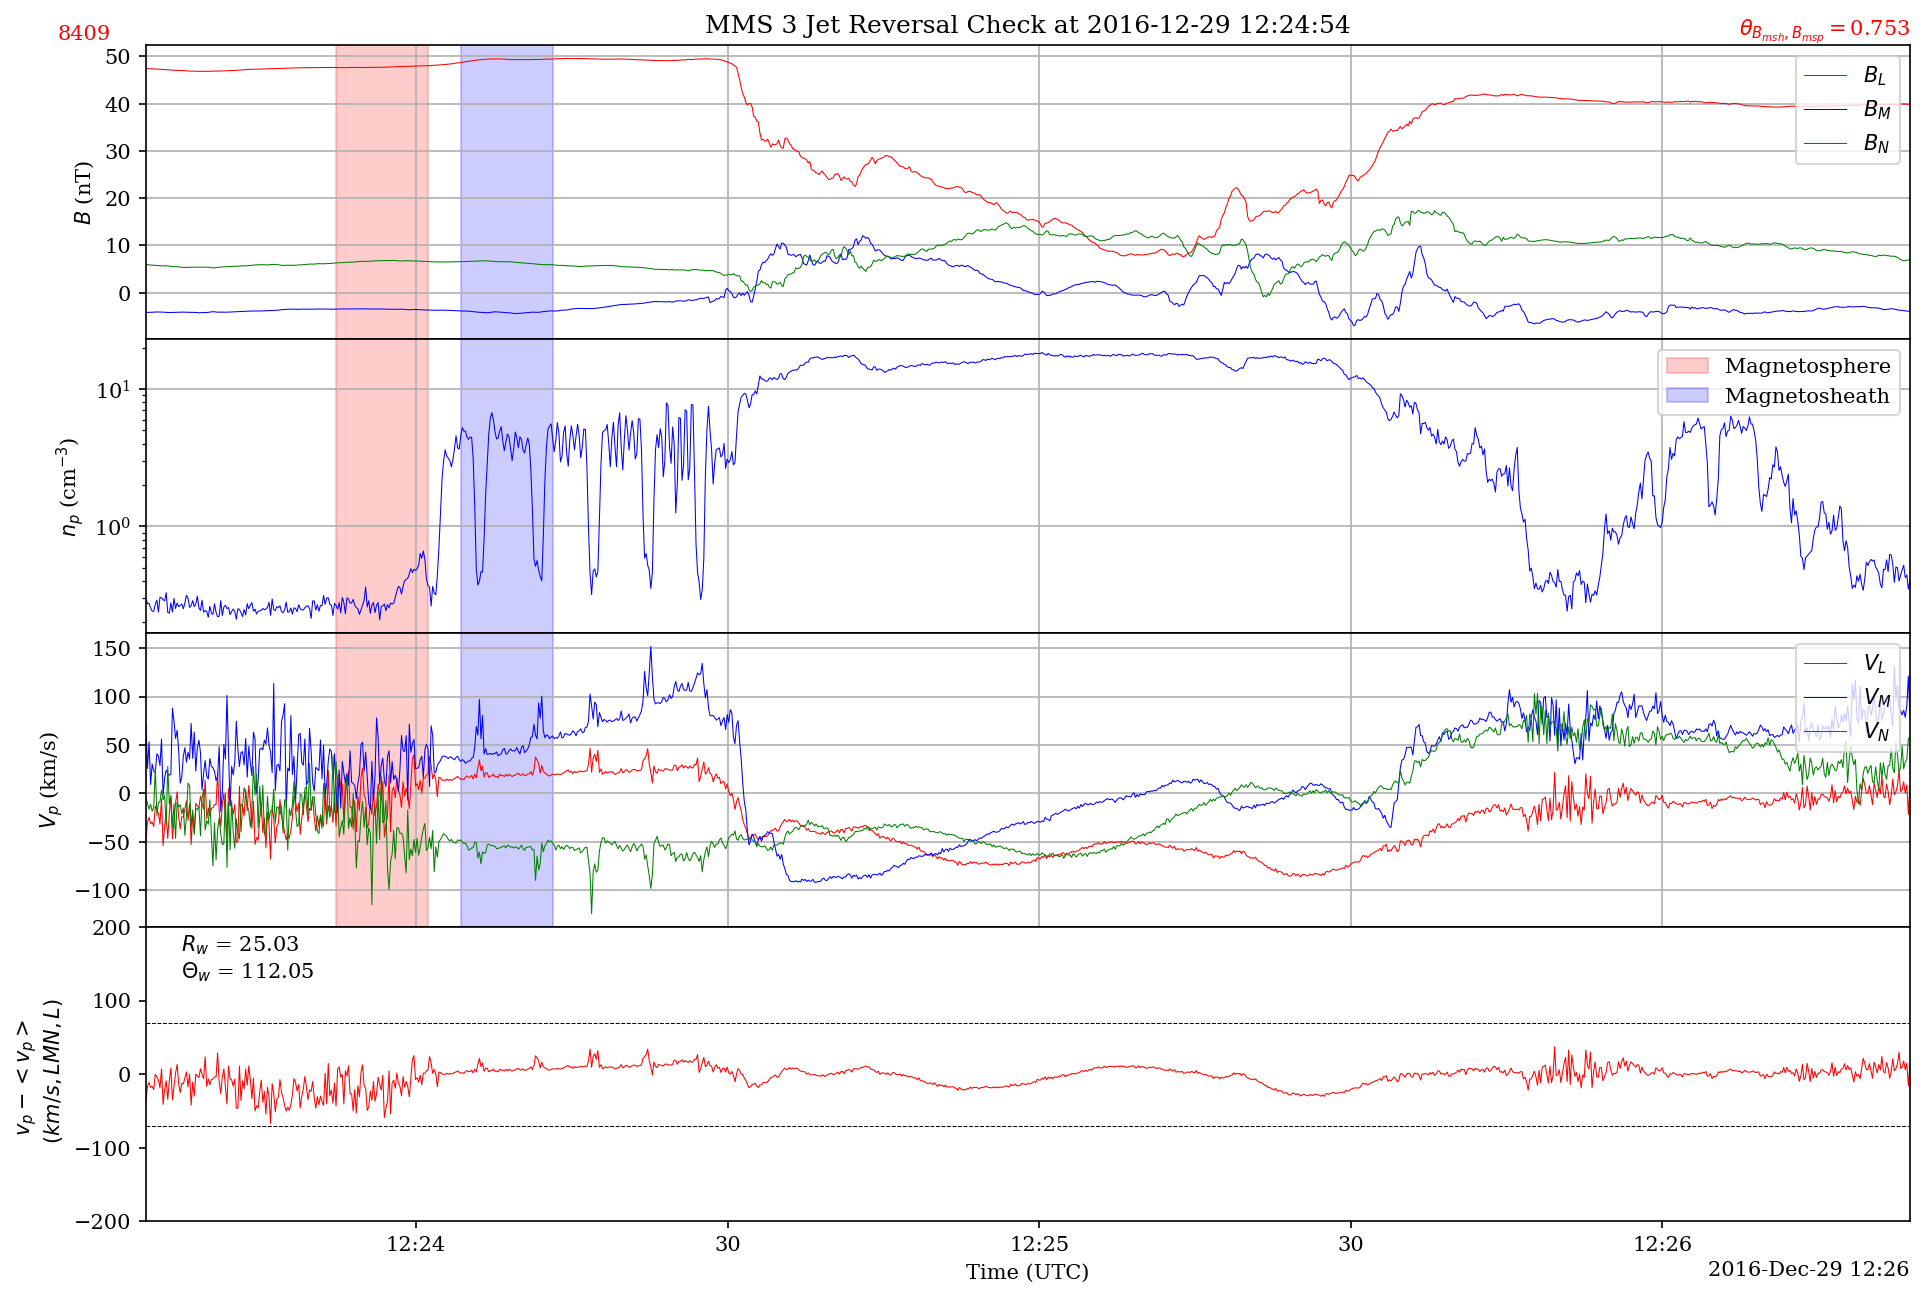 MMS 3 Jet Reversal Check at 2016-12-29 12:24:54
8409
θ_{B_{msh}, B_{msp}} = 0.753
50
40
30
20
10
0
B (nT)
B_L
B_M
B_N
10^1
10^0
n_p (cm^{-3})
Magnetosphere
Magnetosheath
150
100
50
0
−50
−100
V_p (km/s)
V_L
V_M
V_N
200
100
0
−100
−200
v_p − < v_p >
(km/s, LMN, L)
R_w = 25.03
Θ_w = 112.05
12:24
30
12:25
30
12:26
Time (UTC)
2016-Dec-29 12:26